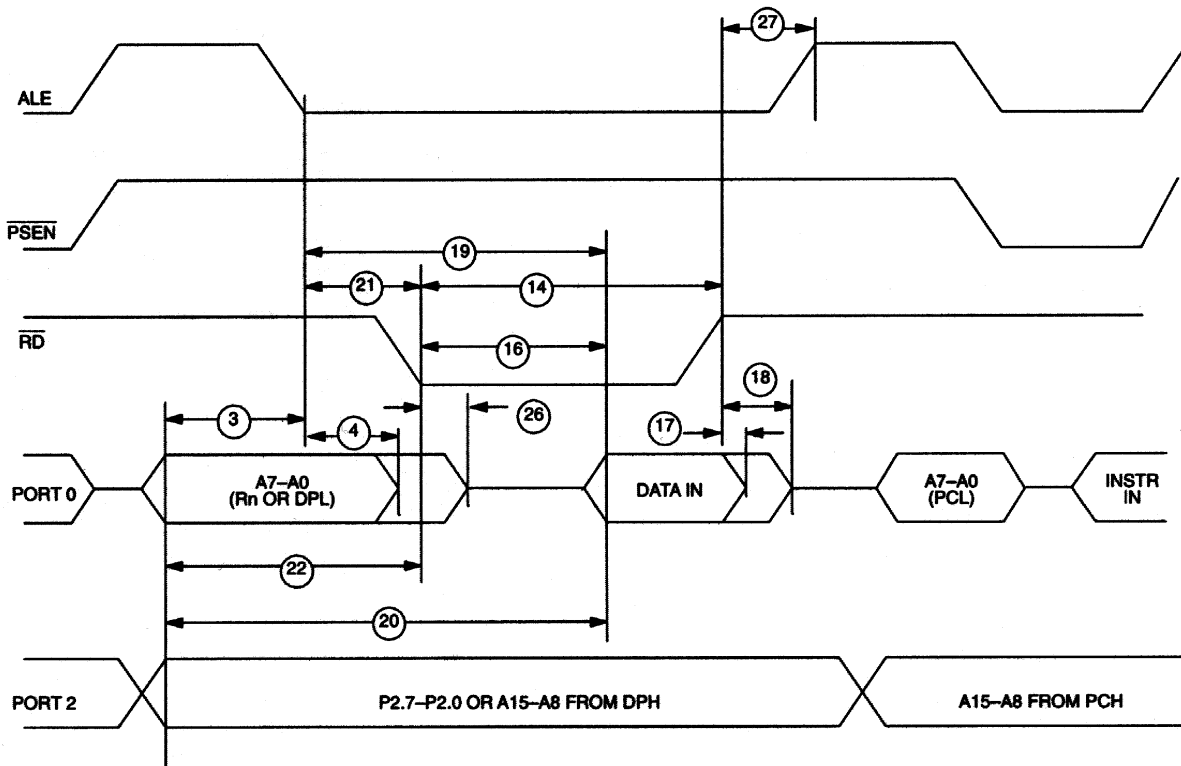 27
ALE
PSEN
19
21
14
RD
16
18
3
4
26
17
PORT 0
A7–A0
(Rn OR DPL)
DATA IN
A7–A0
(PCL)
INSTR
IN
22
20
PORT 2
P2.7–P2.0 OR A15–A8 FROM DPH
A15–A8 FROM PCH